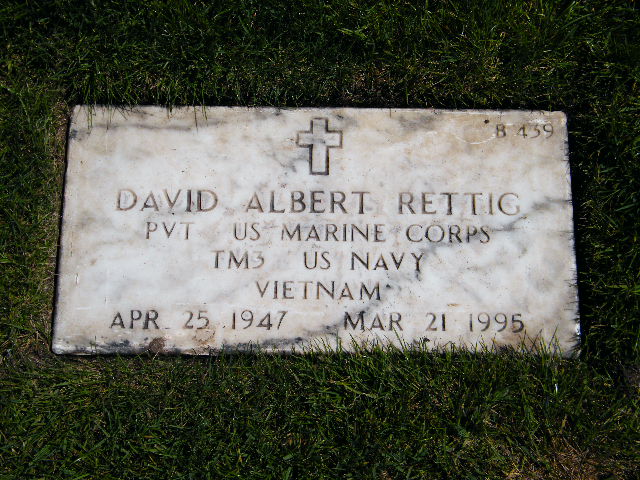 B 439
DAVID ALBERT RETTIG
PVT US MARINE CORPS
TM3 US NAVY
VIETNAM
APR 25 1947 MAR 21 1995